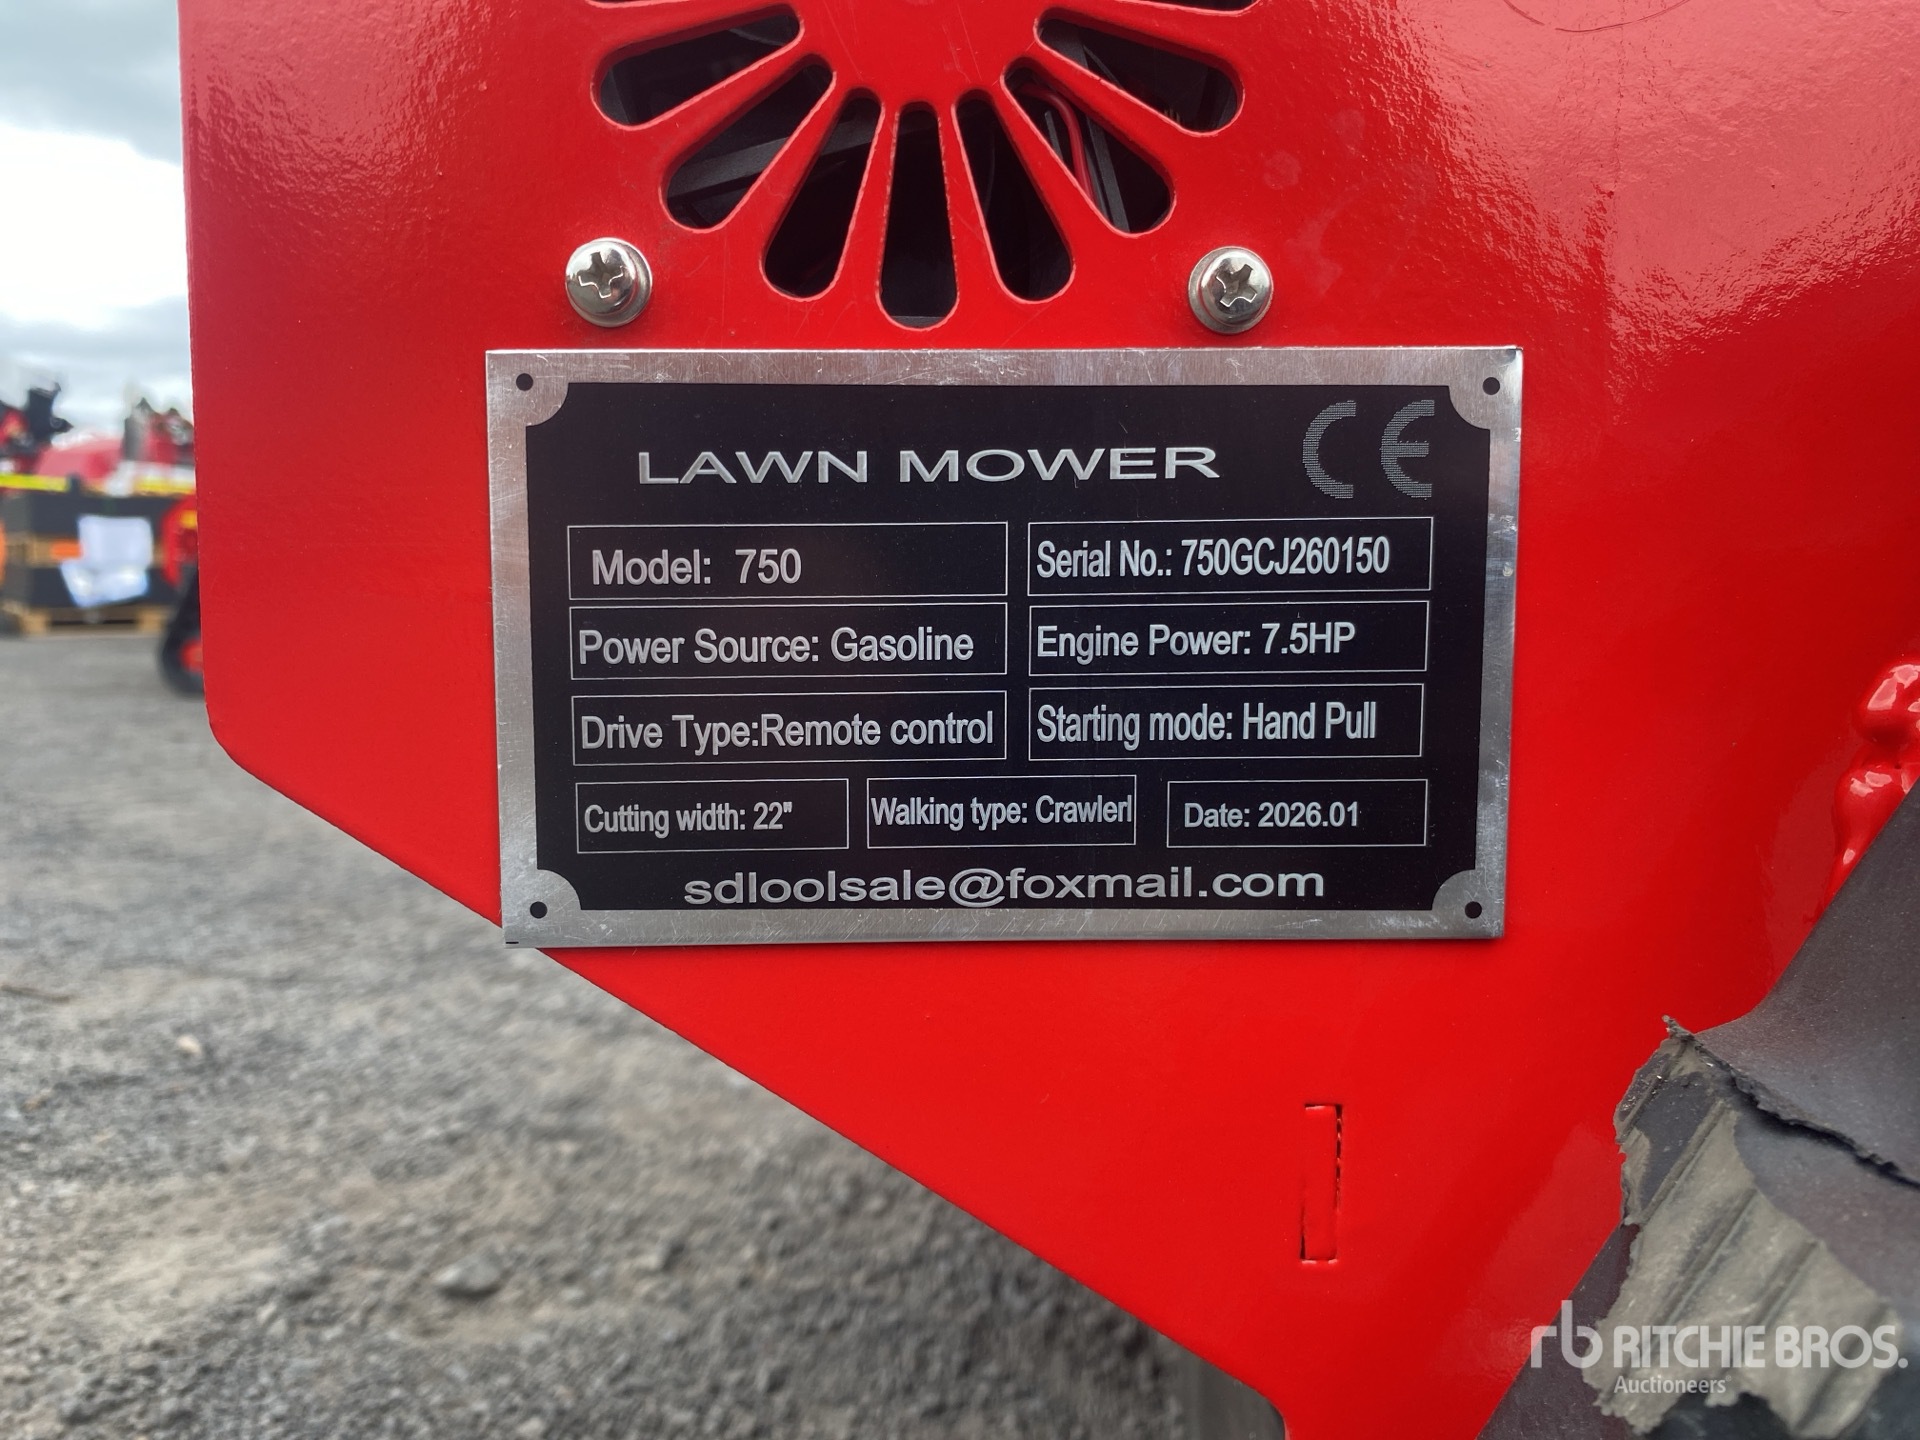 LAWN MOWER CE
Model: 750
Serial No.: 750GCJ260150
Power Source: Gasoline
Engine Power: 7.5HP
Drive Type:Remote control
Starting mode: Hand Pull
Cutting width: 22"
Walking type: Crawlerl
Date: 2026.01
sdloolsale@foxmail.com
rb RITCHIE BROS.
Auctioneers